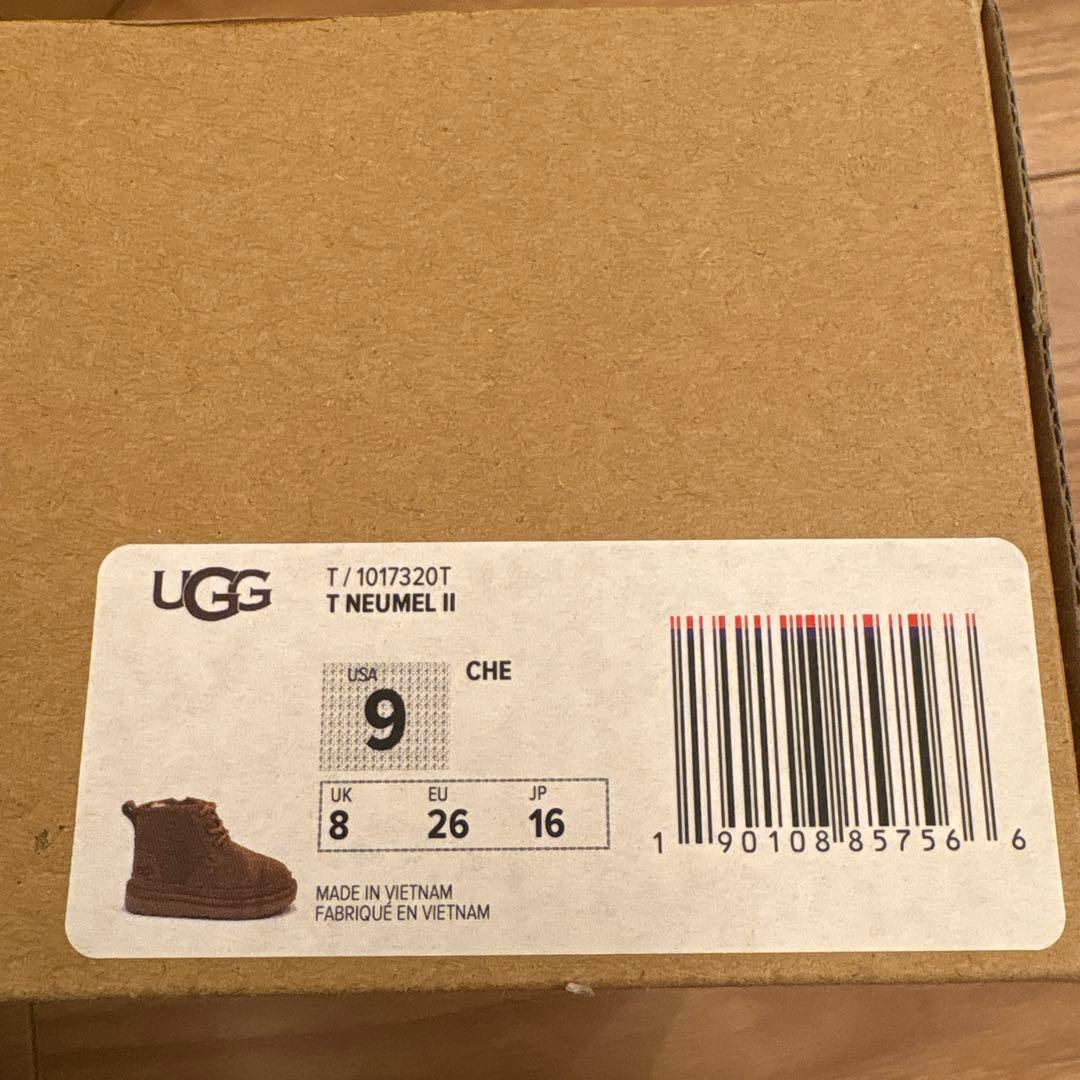 UGG
T / 1017320T
T NEUMEL II
USA
9
CHE
UK EU JP
8 26 16
MADE IN VIETNAM
FABRIQUÉ EN VIETNAM
1 90108 85756 6